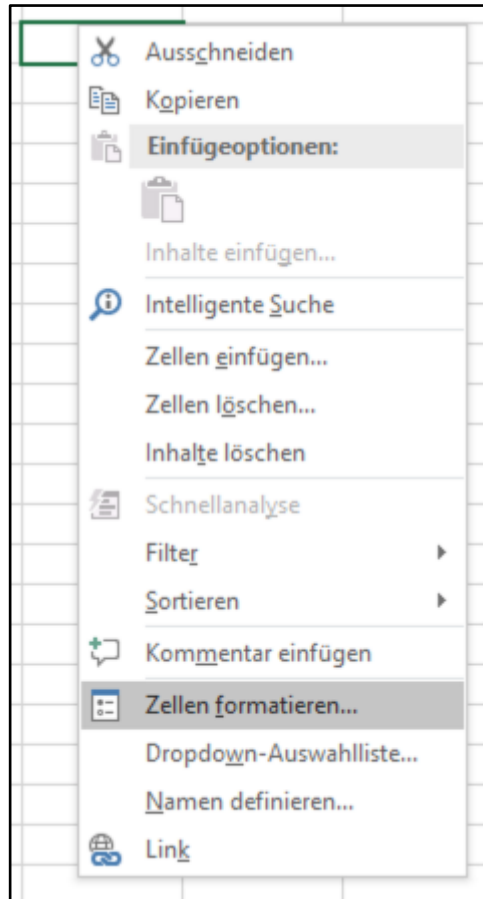 Ausschneiden
Kopieren
Einfügeoptionen:
Inhalte einfügen...
Intelligente Suche
Zellen einfügen...
Zellen löschen...
Inhalte löschen
Schnellanalyse
Filter
Sortieren
Kommentar einfügen
Zellen formatieren...
Dropdown-Auswahlliste...
Namen definieren...
Link